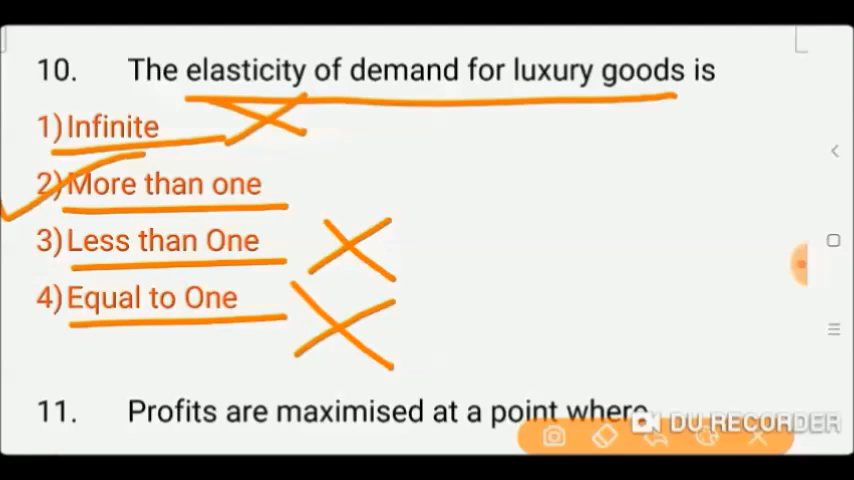 10. The elasticity of demand for luxury goods is
1) Infinite
2) More than one
3) Less than One
4) Equal to One
11. Profits are maximised at a point where
DU RECORDER